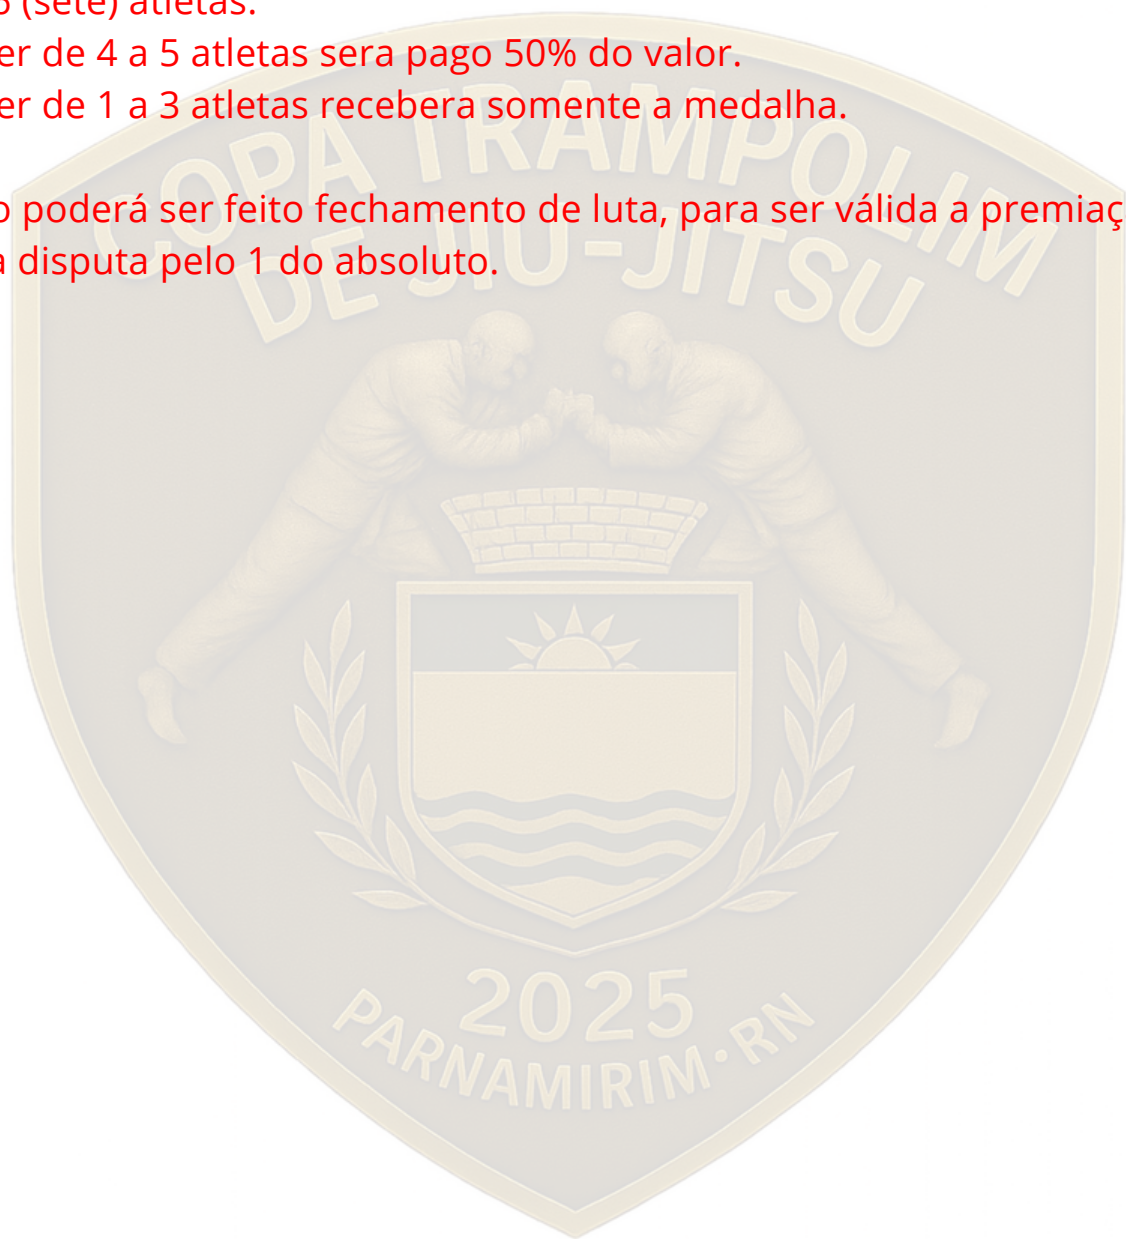 (sete) atletas.
er de 4 a 5 atletas sera pago 50% do valor.
er de 1 a 3 atletas recebera somente a medalha.
o poderá ser feito fechamento de luta, para ser válida a premiaç
a disputa pelo 1 do absoluto.
COPA TRAMPOLIM
DE JIU-JITSU
2025
PARNAMIRIM·RN